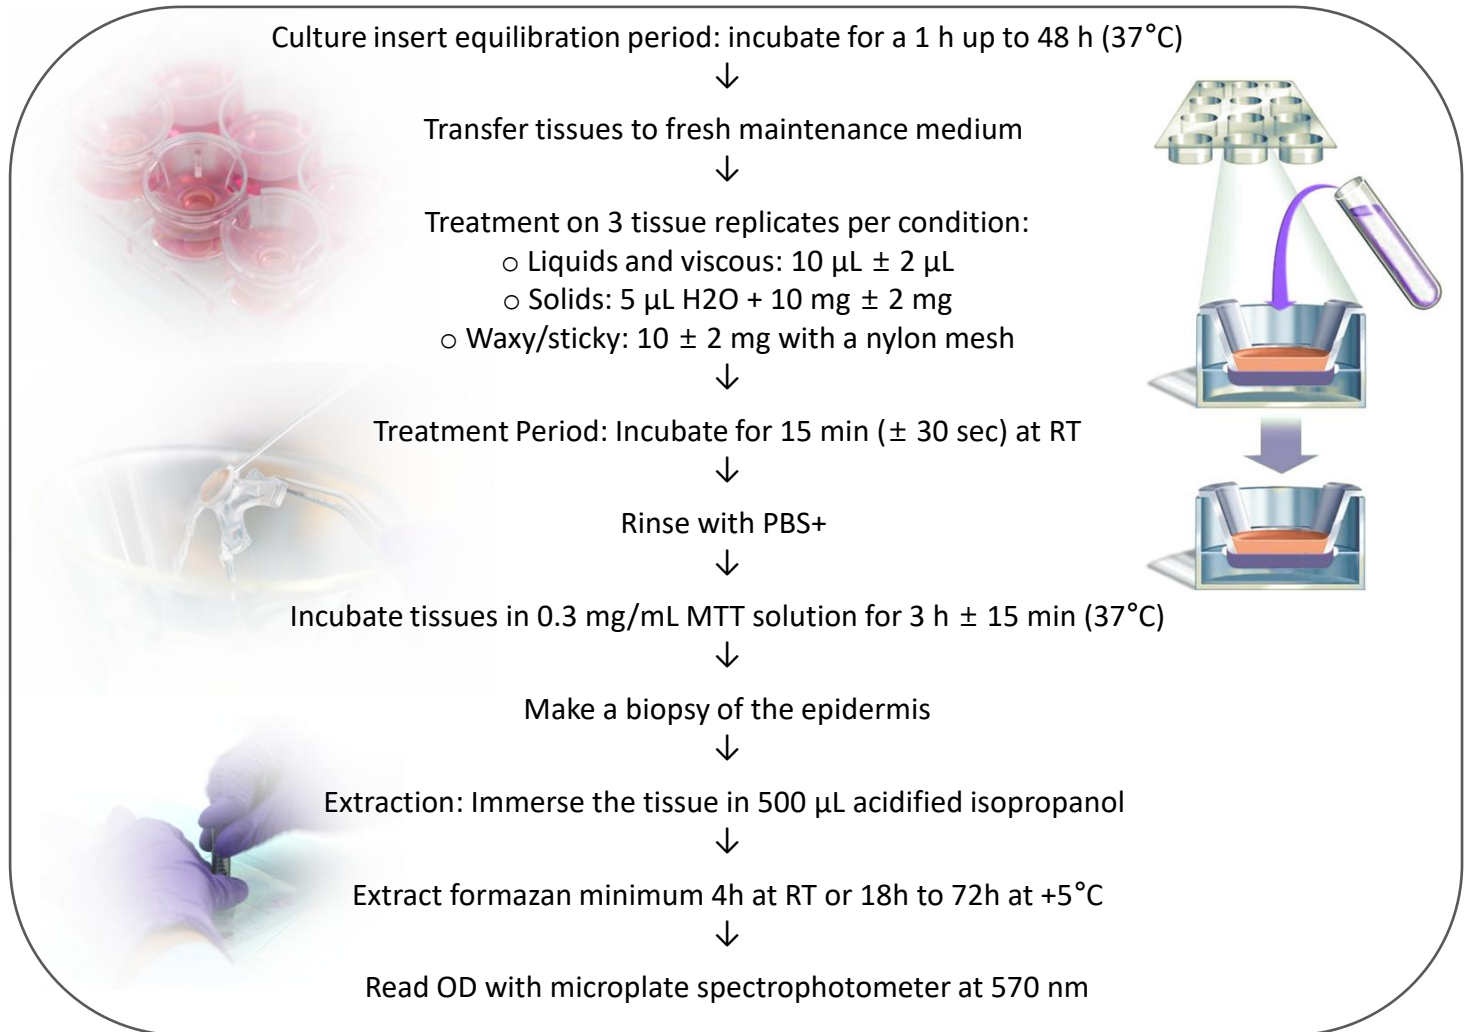 Culture insert equilibration period: incubate for a 1 h up to 48 h (37°C)
↓
Transfer tissues to fresh maintenance medium
↓
Treatment on 3 tissue replicates per condition:
○ Liquids and viscous: 10 µL ± 2 µL
○ Solids: 5 µL H2O + 10 mg ± 2 mg
○ Waxy/sticky: 10 ± 2 mg with a nylon mesh
↓
Treatment Period: Incubate for 15 min (± 30 sec) at RT
↓
Rinse with PBS+
↓
Incubate tissues in 0.3 mg/mL MTT solution for 3 h ± 15 min (37°C)
↓
Make a biopsy of the epidermis
↓
Extraction: Immerse the tissue in 500 µL acidified isopropanol
↓
Extract formazan minimum 4h at RT or 18h to 72h at +5°C
↓
Read OD with microplate spectrophotometer at 570 nm